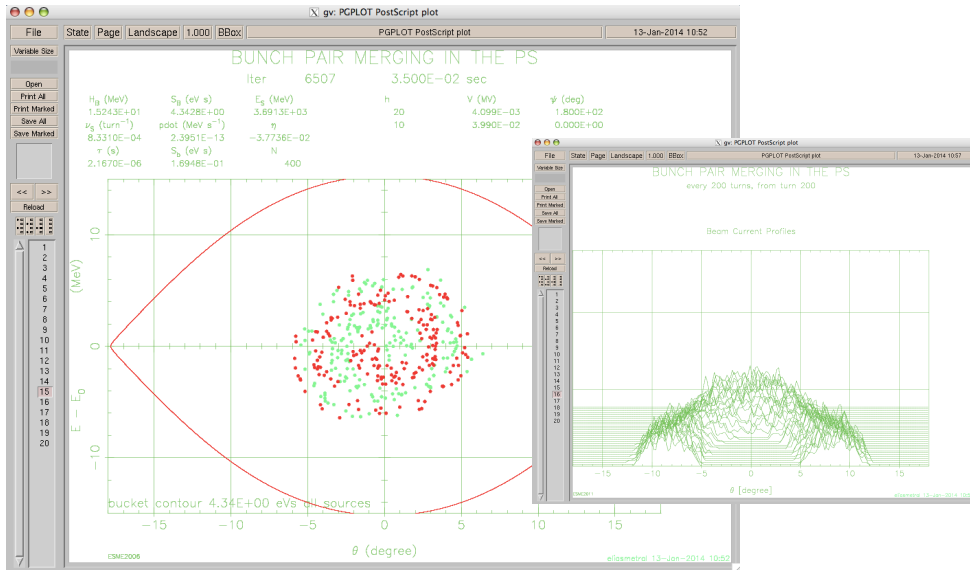 gv: PGPLOT PostScript plot
File State Page Landscape 1.000 BBox PGPLOT PostScript plot 13-Jan-2014 10:52
Variable Size
Open
Print All
Print Marked
Save All
Save Marked
<< >>
Reload
1
2
3
4
5
6
7
8
9
10
11
12
13
14
15
16
17
18
19
20
BUNCH PAIR MERGING IN THE PS
Iter 6507 3.500E-02 sec
H_B (MeV) S_B (eV s) E_S (MeV) h V (MV) ψ (deg)
1.5243E+01 4.3428E+00 3.6913E+03 20 4.099E-03 1.800E+02
ν_S (turn⁻¹) pdot (MeV s⁻¹) η 10 3.990E-02 0.000E+00
8.3310E-04 2.3951E-13 -3.7736E-02
τ (s) S_b (eV s) N
2.1670E-06 1.6948E-01 400
10
0
-10
E - E_0 (MeV)
bucket contour 4.34E+00 eVs all sources
-15 -10 -5 0 5 10 15
θ (degree)
ESME2006 eliasmetral 13-Jan-2014 10:52
gv: PGPLOT PostScript plot
File State Page Landscape 1.000 BBox PGPLOT PostScript plot 13-Jan-2014 10:57
Variable Size
Open
Print All
Print Marked
Save All
Save Marked
<< >>
Reload
1
2
3
4
5
6
7
8
9
10
11
12
13
14
15
16
17
18
19
20
BUNCH PAIR MERGING IN THE PS
every 200 turns, from turn 200
Beam Current Profiles
-15 -10 -5 0 5 10 15
θ [degree]
eliasmetral 13-Jan-2014 10:52